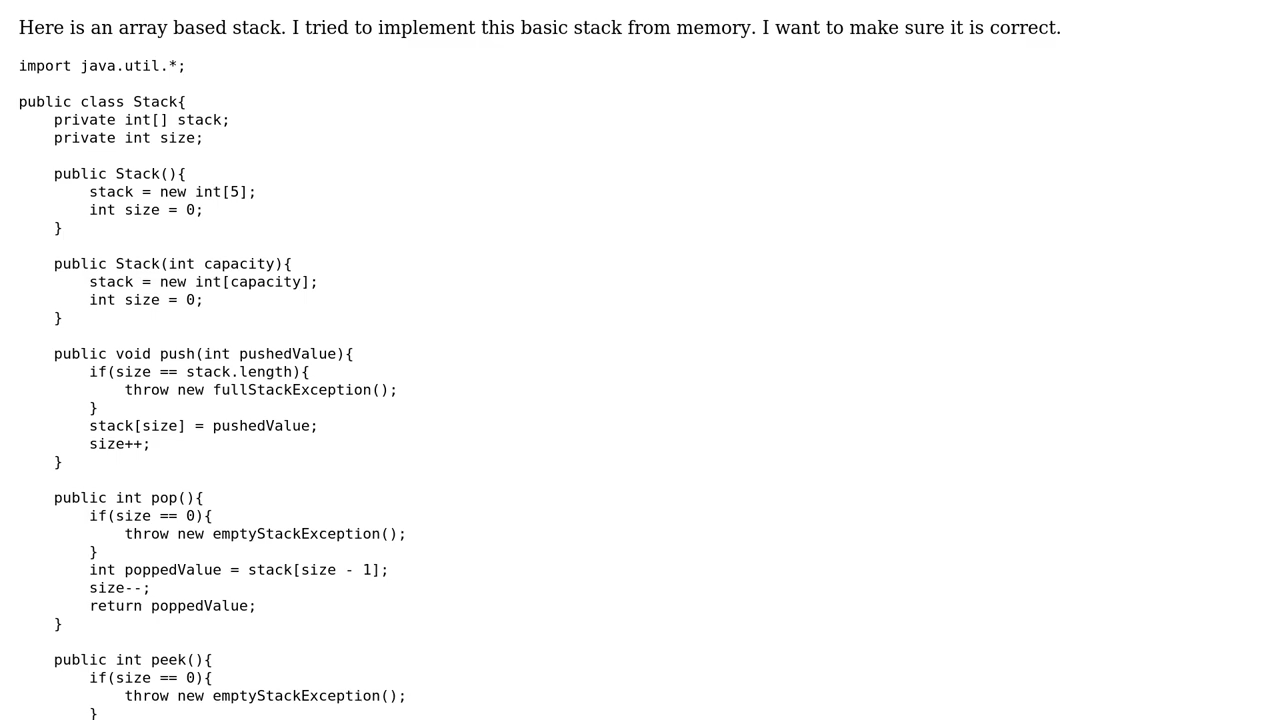 Here is an array based stack. I tried to implement this basic stack from memory. I want to make sure it is correct.
import java.util.*;
public class Stack{
    private int[] stack;
    private int size;
    public Stack(){
        stack = new int[5];
        int size = 0;
    }
    public Stack(int capacity){
        stack = new int[capacity];
        int size = 0;
    }
    public void push(int pushedValue){
        if(size == stack.length){
            throw new fullStackException();
        }
        stack[size] = pushedValue;
        size++;
    }
    public int pop(){
        if(size == 0){
            throw new emptyStackException();
        }
        int poppedValue = stack[size - 1];
        size--;
        return poppedValue;
    }
    public int peek(){
        if(size == 0){
            throw new emptyStackException();
        }